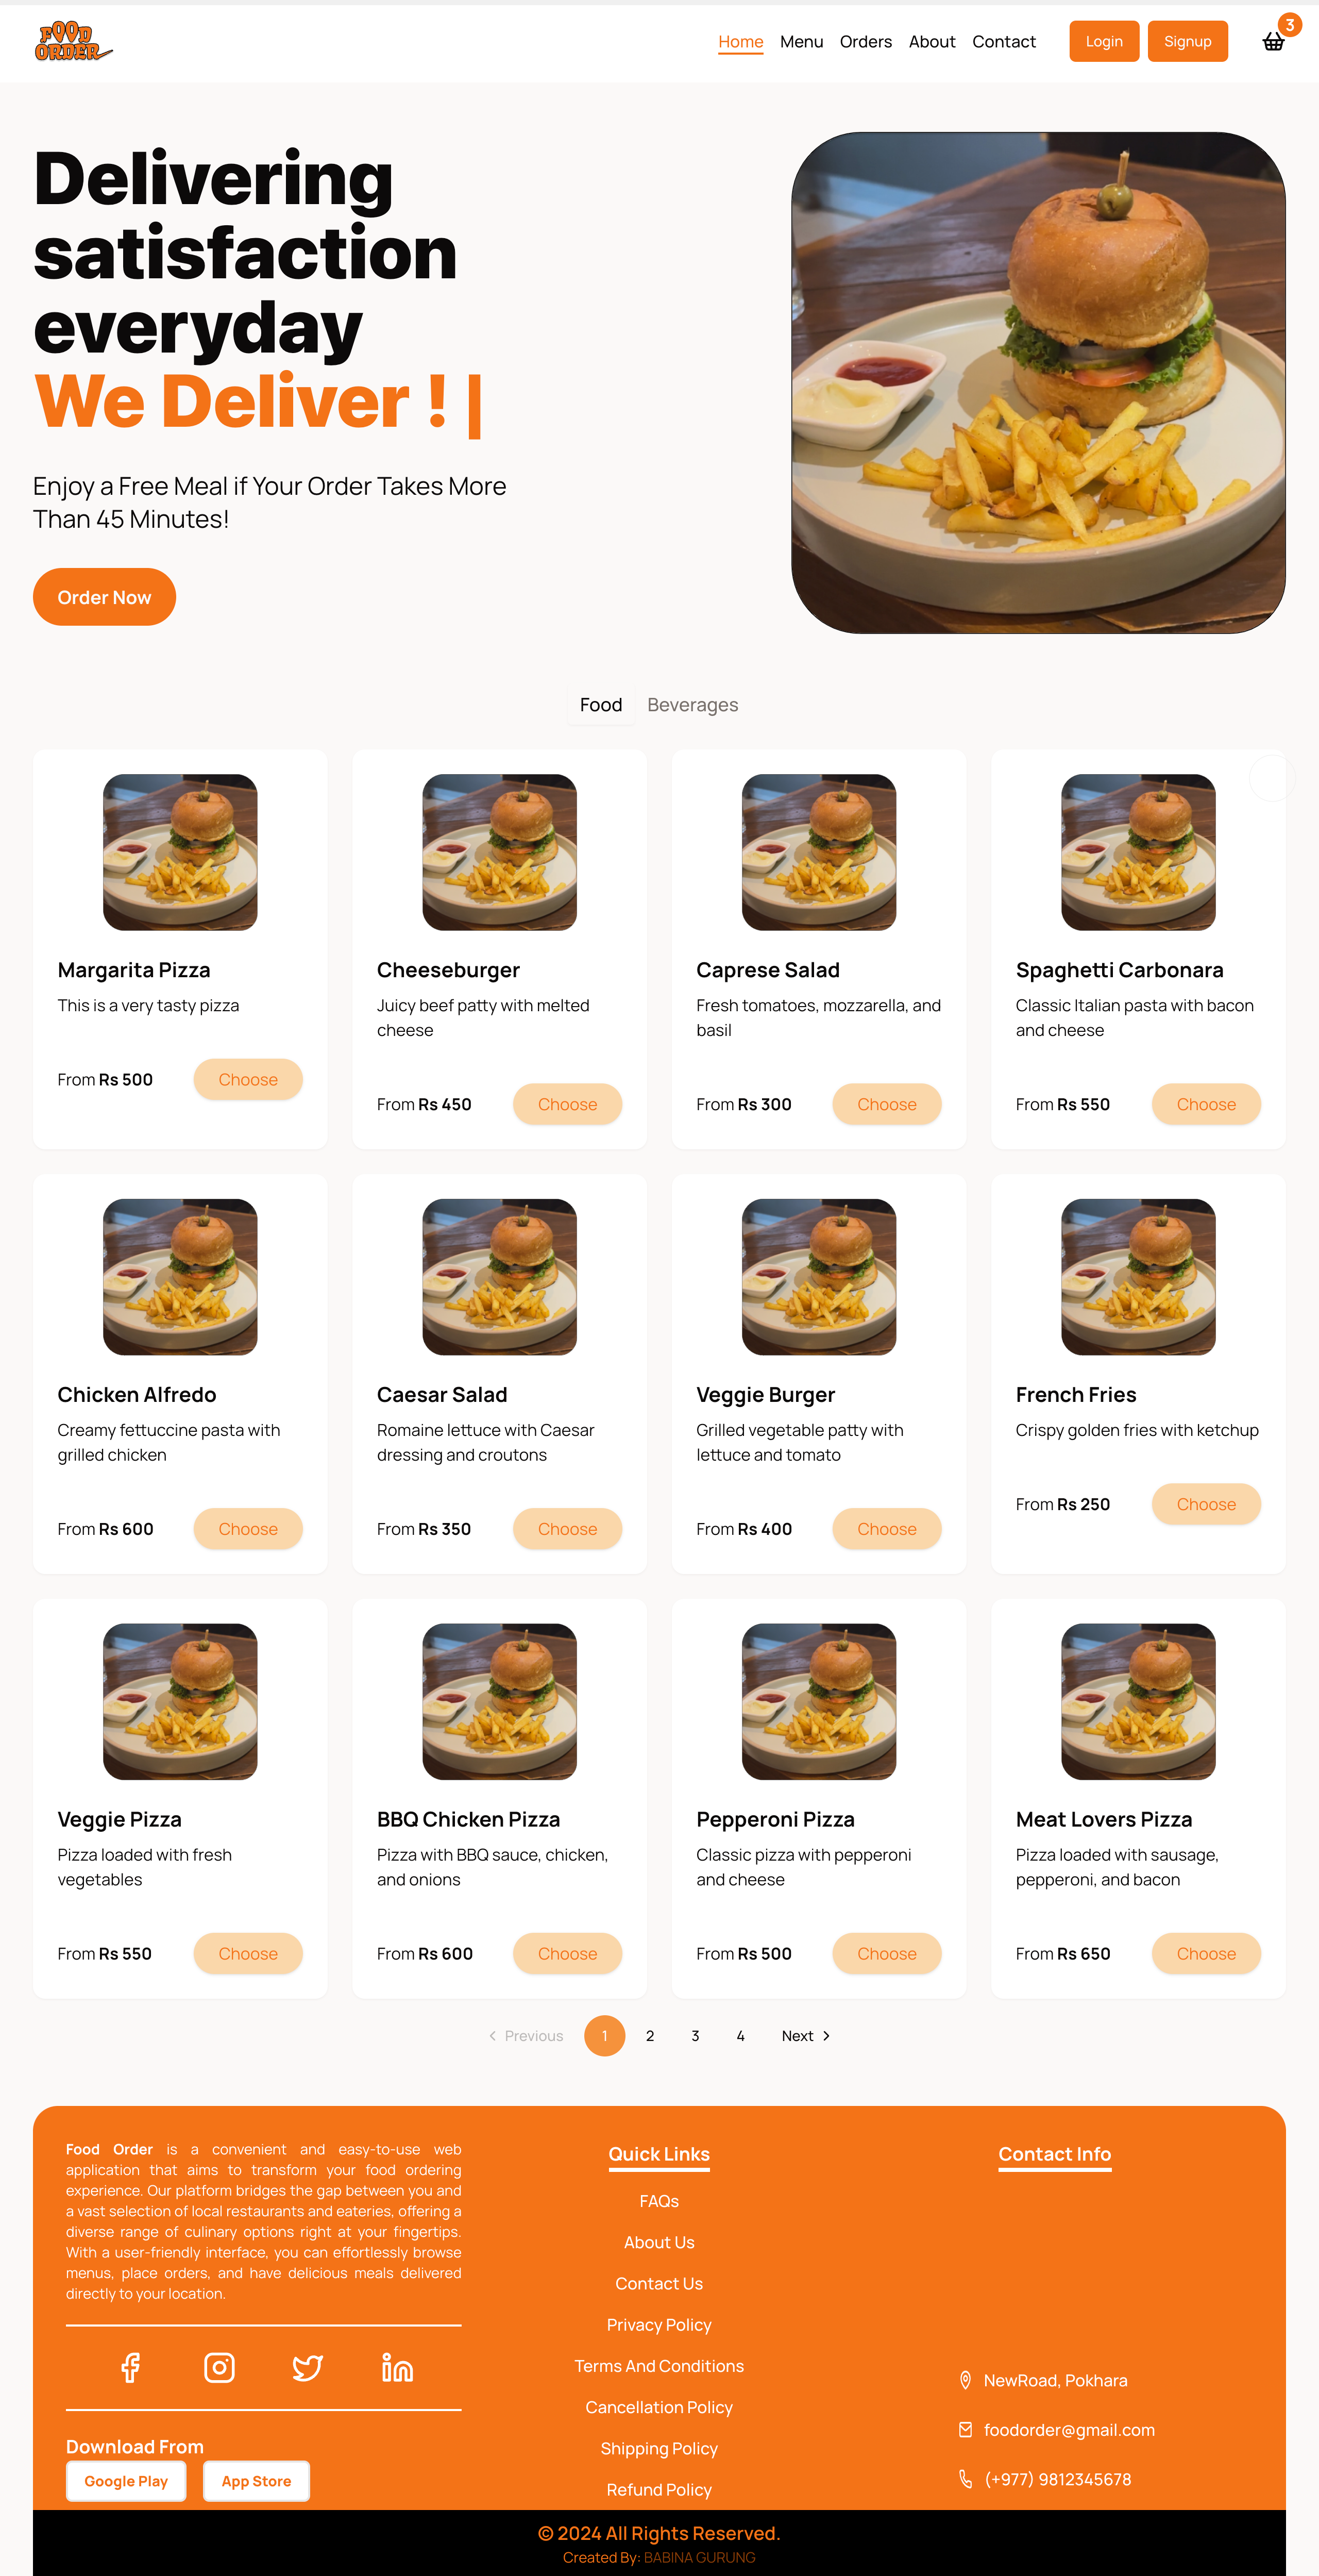 FOOD
ORDER
Home Menu Orders About Contact Login Signup 3
Delivering
satisfaction
everyday
We Deliver ! |
Enjoy a Free Meal if Your Order Takes More
Than 45 Minutes!
Order Now
Food Beverages
Margarita Pizza
This is a very tasty pizza
From Rs 500 Choose
Cheeseburger
Juicy beef patty with melted
cheese
From Rs 450 Choose
Caprese Salad
Fresh tomatoes, mozzarella, and
basil
From Rs 300 Choose
Spaghetti Carbonara
Classic Italian pasta with bacon
and cheese
From Rs 550 Choose
Chicken Alfredo
Creamy fettuccine pasta with
grilled chicken
From Rs 600 Choose
Caesar Salad
Romaine lettuce with Caesar
dressing and croutons
From Rs 350 Choose
Veggie Burger
Grilled vegetable patty with
lettuce and tomato
From Rs 400 Choose
French Fries
Crispy golden fries with ketchup
From Rs 250 Choose
Veggie Pizza
Pizza loaded with fresh
vegetables
From Rs 550 Choose
BBQ Chicken Pizza
Pizza with BBQ sauce, chicken,
and onions
From Rs 600 Choose
Pepperoni Pizza
Classic pizza with pepperoni
and cheese
From Rs 500 Choose
Meat Lovers Pizza
Pizza loaded with sausage,
pepperoni, and bacon
From Rs 650 Choose
Previous 1 2 3 4 Next
Food Order is a convenient and easy-to-use web
application that aims to transform your food ordering
experience. Our platform bridges the gap between you and
a vast selection of local restaurants and eateries, offering a
diverse range of culinary options right at your fingertips.
With a user-friendly interface, you can effortlessly browse
menus, place orders, and have delicious meals delivered
directly to your location.
Download From
Google Play App Store
Quick Links
FAQs
About Us
Contact Us
Privacy Policy
Terms And Conditions
Cancellation Policy
Shipping Policy
Refund Policy
Contact Info
NewRoad, Pokhara
foodorder@gmail.com
(+977) 9812345678
© 2024 All Rights Reserved.
Created By: BABINA GURUNG